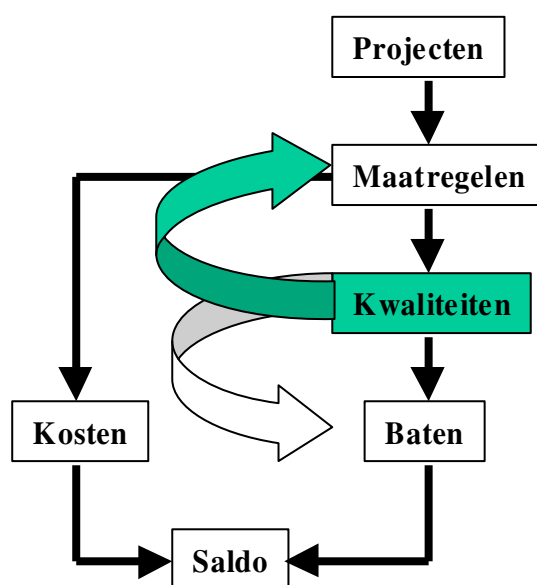 Projecten
Maatregelen
Kwaliteiten
Kosten
Baten
Saldo